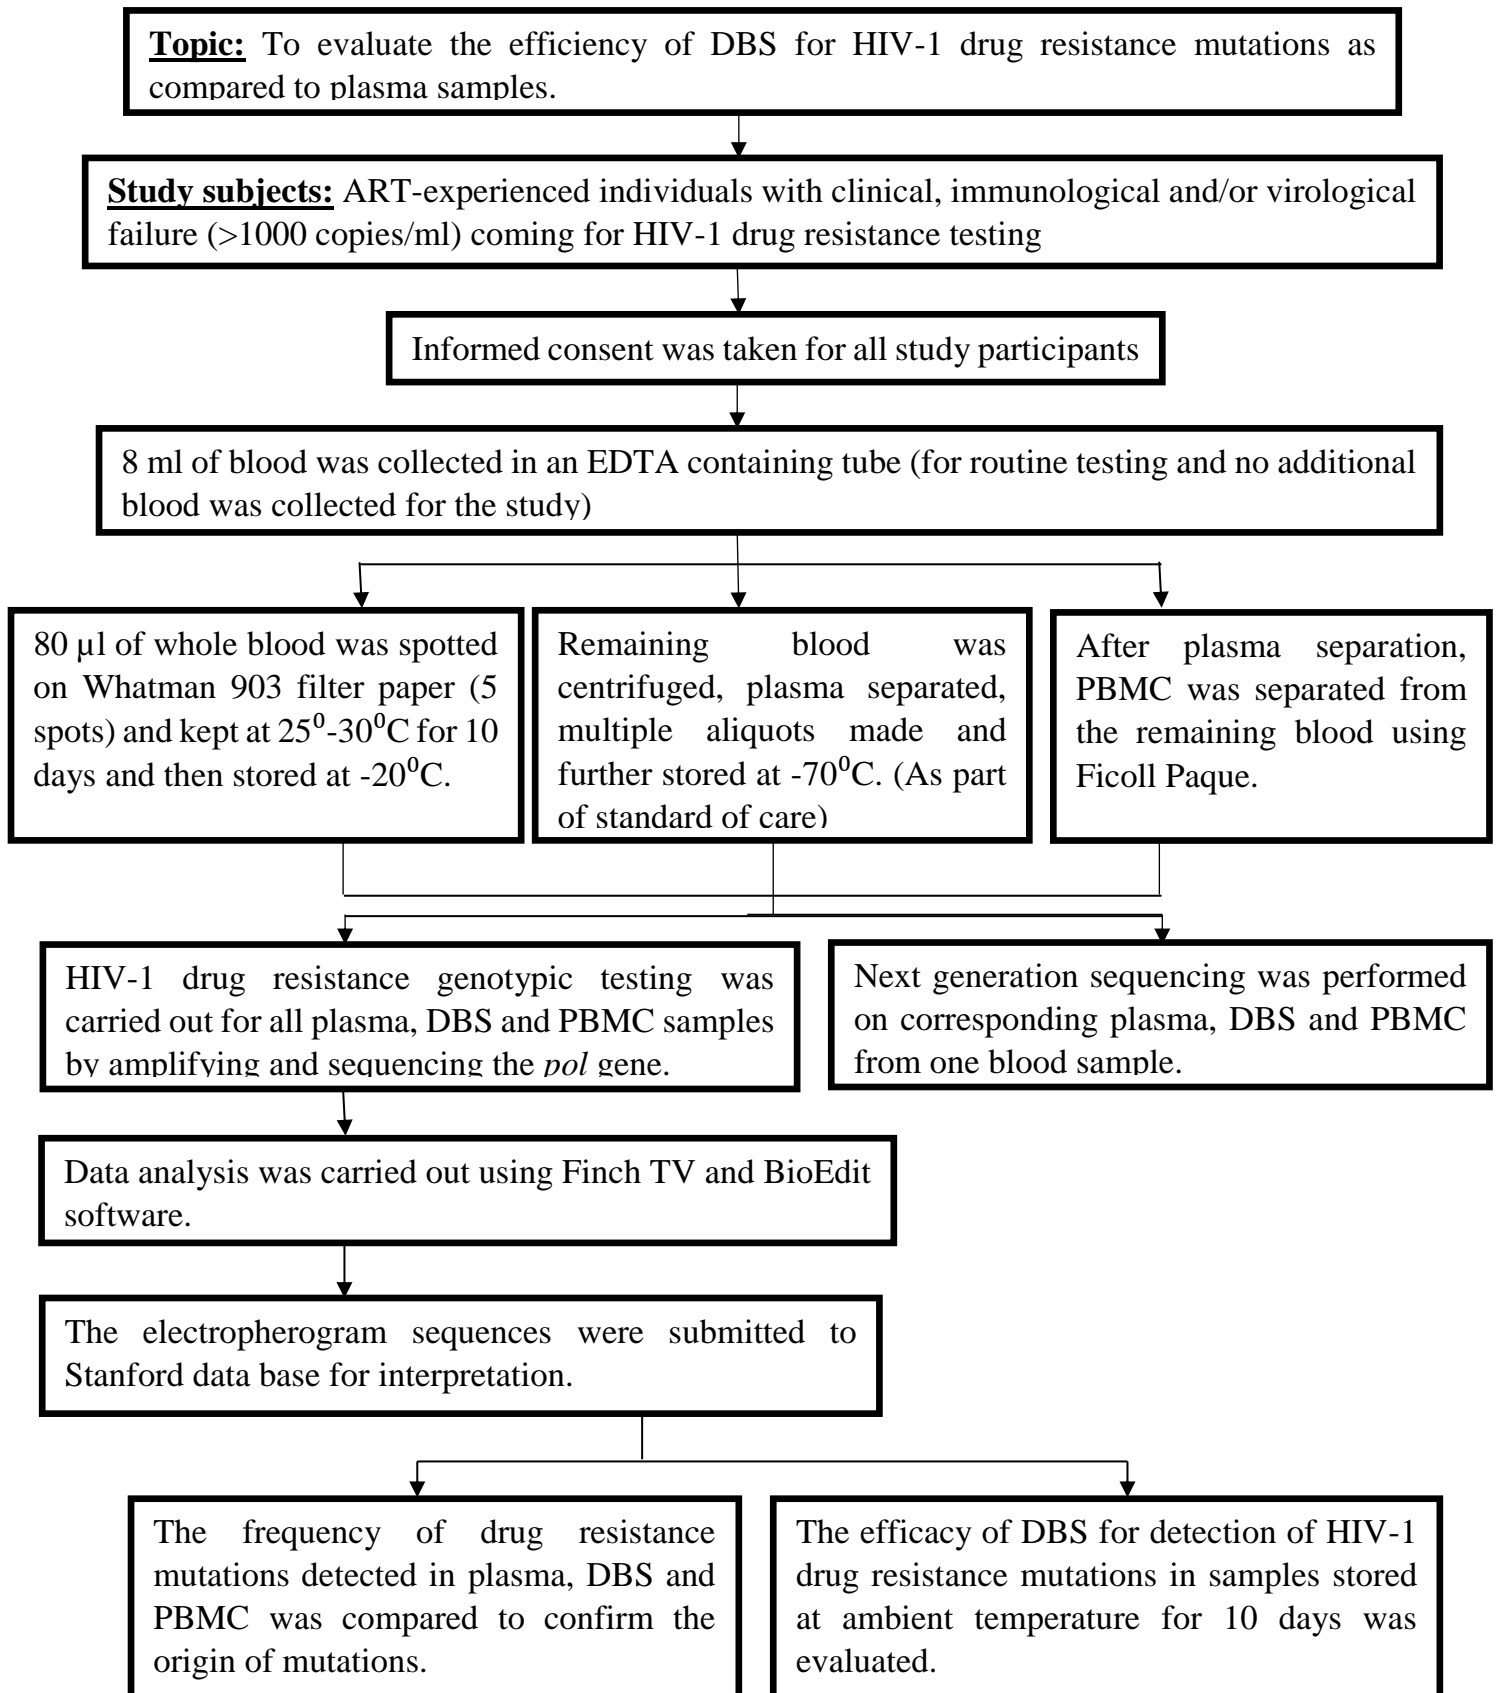 Topic: To evaluate the efficiency of DBS for HIV-1 drug resistance mutations as
compared to plasma samples.
Study subjects: ART-experienced individuals with clinical, immunological and/or virological
failure (>1000 copies/ml) coming for HIV-1 drug resistance testing
Informed consent was taken for all study participants
8 ml of blood was collected in an EDTA containing tube (for routine testing and no additional
blood was collected for the study)
80 µl of whole blood was spotted
on Whatman 903 filter paper (5
spots) and kept at 25⁰-30⁰C for 10
days and then stored at -20⁰C.
Remaining blood was
centrifuged, plasma separated,
multiple aliquots made and
further stored at -70⁰C. (As part
of standard of care)
After plasma separation,
PBMC was separated from
the remaining blood using
Ficoll Paque.
HIV-1 drug resistance genotypic testing was
carried out for all plasma, DBS and PBMC samples
by amplifying and sequencing the pol gene.
Next generation sequencing was performed
on corresponding plasma, DBS and PBMC
from one blood sample.
Data analysis was carried out using Finch TV and BioEdit
software.
The electropherogram sequences were submitted to
Stanford data base for interpretation.
The frequency of drug resistance
mutations detected in plasma, DBS and
PBMC was compared to confirm the
origin of mutations.
The efficacy of DBS for detection of HIV-1
drug resistance mutations in samples stored
at ambient temperature for 10 days was
evaluated.